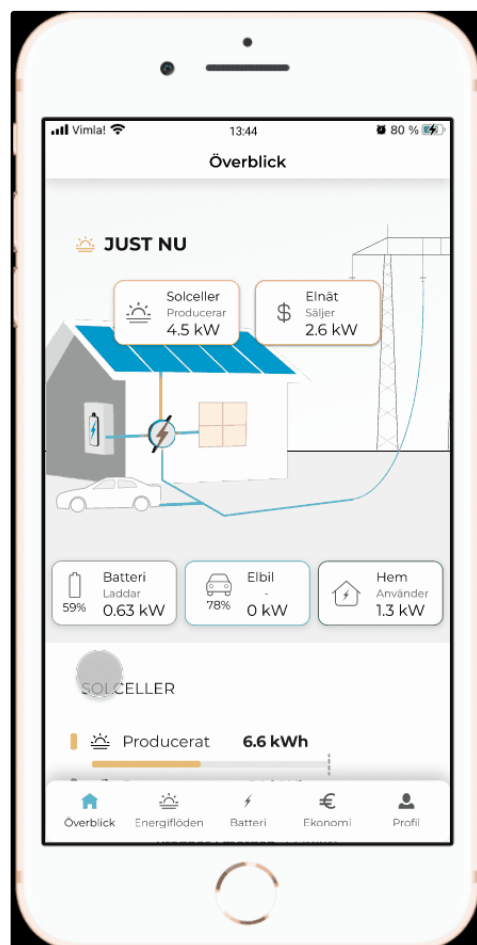 Vimla!
13:44
80 %
Överblick
JUST NU
Solceller
Producerar
4.5 kW
Elnät
Säljer
2.6 kW
Batteri
Laddar
59%
0.63 kW
Elbil
-
78%
0 kW
Hem
Använder
1.3 kW
SOLCELLER
Producerat
6.6 kWh
Överblick
Energiflöden
Batteri
Ekonomi
Profil